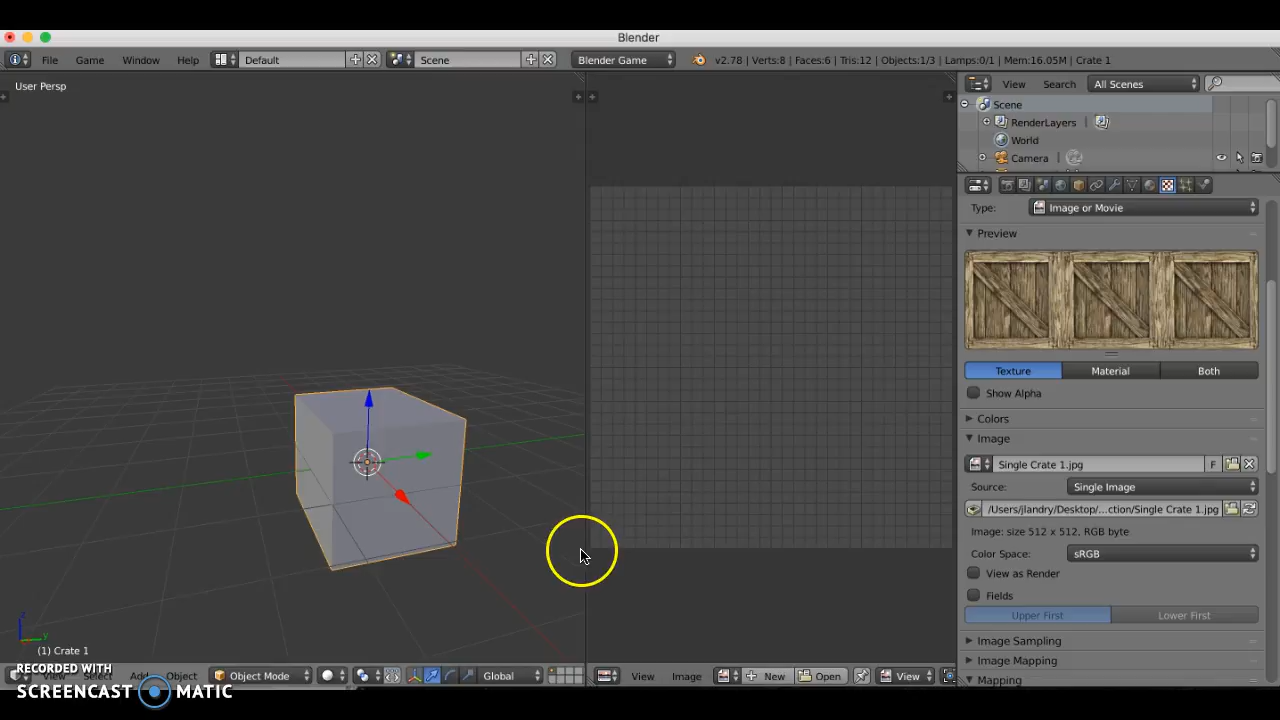 Blender
File Game Window Help Default Scene Blender Game v2.78 | Verts:8 | Faces:6 | Tris:12 | Objects:1/3 | Lamps:0/1 | Mem:16.05M | Crate 1
User Persp
View Search All Scenes
Scene
RenderLayers
World
Camera
Type: Image or Movie
Preview
Texture Material Both
Show Alpha
Colors
Image
Single Crate 1.jpg F
Source: Single Image
/Users/jlandry/Desktop/...ction/Single Crate 1.jpg
Image: size 512 x 512, RGB byte
Color Space: sRGB
View as Render
Fields
Upper First Lower First
Image Sampling
Image Mapping
Mapping
(1) Crate 1
View Select Add Object Object Mode Global View Image New Open View
RECORDED WITH
SCREENCAST MATIC